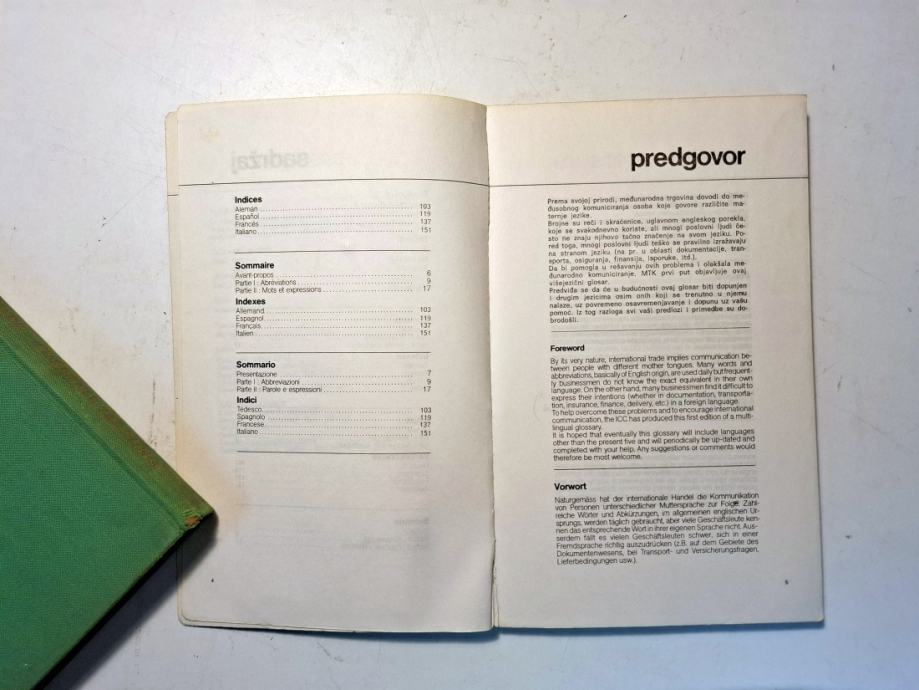 Indices
Alemán 103
Español 119
Francés 137
Italiano 151
Sommaire
Avant-propos 6
Partie I : Abréviations 9
Partie II : Mots et expressions 17
Indexes
Allemand 103
Espagnol 119
Français 137
Italien 151
Sommario
Presentazione 7
Parte I : Abbreviazioni 9
Parte II : Parole e espressioni 17
Indici
Tedesco 103
Spagnolo 119
Francese 137
Italiano 151
4
predgovor
Prema svojoj prirodi, međunarodna trgovina dovodi do me-
đusobnog komuniciranja osoba koje govore različite ma-
ternje jezike.
Brojne su reči i skraćenice, uglavnom engleskog porekla,
koje se svakodnevno koriste, ali mnogi poslovni ljudi če-
sto ne znaju njihovo tačno značenje na svom jeziku. Po-
red toga, mnogi poslovni ljudi teško se pravilno izražavaju
na stranom jeziku (na pr. u oblasti dokumentacije, tran-
sporta, osiguranja, finansija, isporuke, itd.).
Da bi pomogla u rešavanju ovih problema i olakšala me-
đunarodno komuniciranje, MTK prvi put objavljuje ovaj
višejezični glosar.
Predviđa se da će u budućnosti ovaj glosar biti dopunjen
i drugim jezicima osim onih koji se trenutno u njemu
nalaze, uz povremeno osavremenjavanje i dopunu uz vašu
pomoć. Iz tog razloga svi vaši predlozi i primedbe su do-
brodošli.
Foreword
By its very nature, international trade implies communication be-
tween people with different mother tongues. Many words and
abbreviations, basically of English origin, are used daily but frequent-
ly businessmen do not know the exact equivalent in their own
language. On the other hand, many businessmen find it difficult to
express their intentions (whether in documentation, transporta-
tion, insurance, finance, delivery, etc.) in a foreign language.
To help overcome these problems and to encourage international
communication, the ICC has produced this first edition of a multi-
lingual glossary.
It is hoped that eventually this glossary will include languages
other than the present five and will periodically be up-dated and
completed with your help. Any suggestions or comments would
therefore be most welcome.
Vorwort
Naturgemäss hat der internationale Handel die Kommunikation
von Personen unterschiedlicher Muttersprache zur Folge. Zahl-
reiche Wörter und Abkürzungen, im allgemeinen englischen Ur-
sprungs, werden täglich gebraucht, aber viele Geschäftsleute ken-
nen das entsprechende Wort in ihrer eigenen Sprache nicht. Aus-
serdem fällt es vielen Geschäftsleuten schwer, sich in einer
Fremdsprache richtig auszudrücken (z.B. auf dem Gebiete des
Dokumentenwesens, bei Transport- und Versicherungsfragen,
Lieferbedingungen usw.).
5